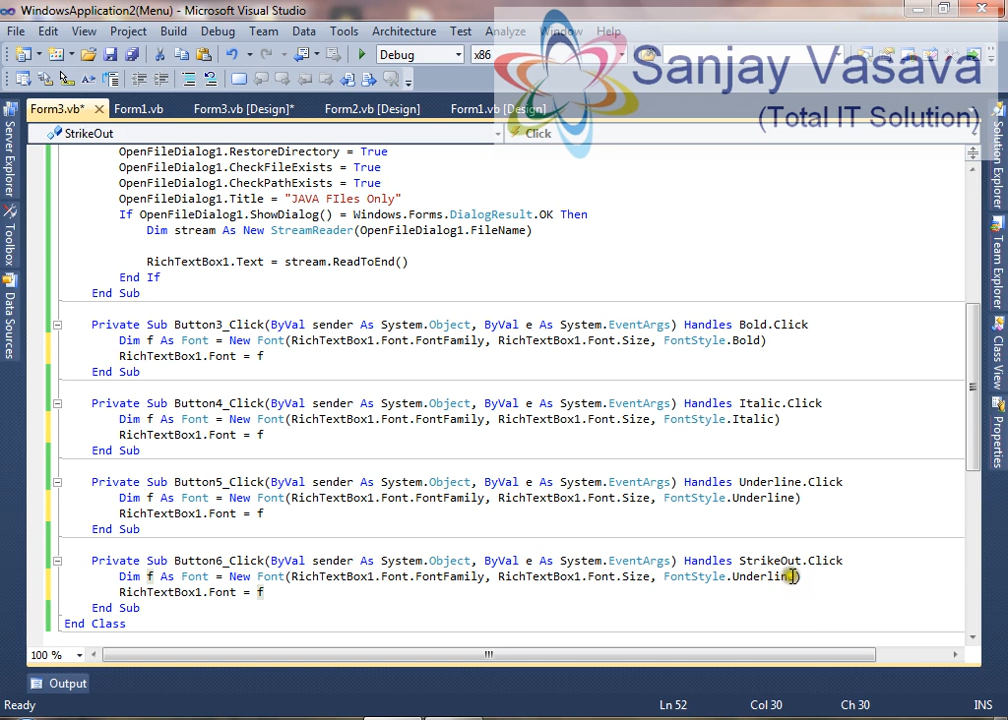 WindowsApplication2(Menu) - Microsoft Visual Studio
File Edit View Project Build Debug Team Data Tools Architecture Test Analyze Window Help
Debug x86
Sanjay Vasava
(Total IT Solution)
Form3.vb* Form1.vb Form3.vb [Design]* Form2.vb [Design] Form1.vb [Design]
StrikeOut Click
OpenFileDialog1.RestoreDirectory = True
OpenFileDialog1.CheckFileExists = True
OpenFileDialog1.CheckPathExists = True
OpenFileDialog1.Title = "JAVA FIles Only"
If OpenFileDialog1.ShowDialog() = Windows.Forms.DialogResult.OK Then
Dim stream As New StreamReader(OpenFileDialog1.FileName)
RichTextBox1.Text = stream.ReadToEnd()
End If
End Sub
Private Sub Button3_Click(ByVal sender As System.Object, ByVal e As System.EventArgs) Handles Bold.Click
Dim f As Font = New Font(RichTextBox1.Font.FontFamily, RichTextBox1.Font.Size, FontStyle.Bold)
RichTextBox1.Font = f
End Sub
Private Sub Button4_Click(ByVal sender As System.Object, ByVal e As System.EventArgs) Handles Italic.Click
Dim f As Font = New Font(RichTextBox1.Font.FontFamily, RichTextBox1.Font.Size, FontStyle.Italic)
RichTextBox1.Font = f
End Sub
Private Sub Button5_Click(ByVal sender As System.Object, ByVal e As System.EventArgs) Handles Underline.Click
Dim f As Font = New Font(RichTextBox1.Font.FontFamily, RichTextBox1.Font.Size, FontStyle.Underline)
RichTextBox1.Font = f
End Sub
Private Sub Button6_Click(ByVal sender As System.Object, ByVal e As System.EventArgs) Handles StrikeOut.Click
Dim f As Font = New Font(RichTextBox1.Font.FontFamily, RichTextBox1.Font.Size, FontStyle.Underline)
RichTextBox1.Font = f
End Sub
End Class
100 %
Output
Ready Ln 52 Col 30 Ch 30 INS
Server Explorer
Toolbox
Data Sources
Solution Explorer
Team Explorer
Class View
Properties